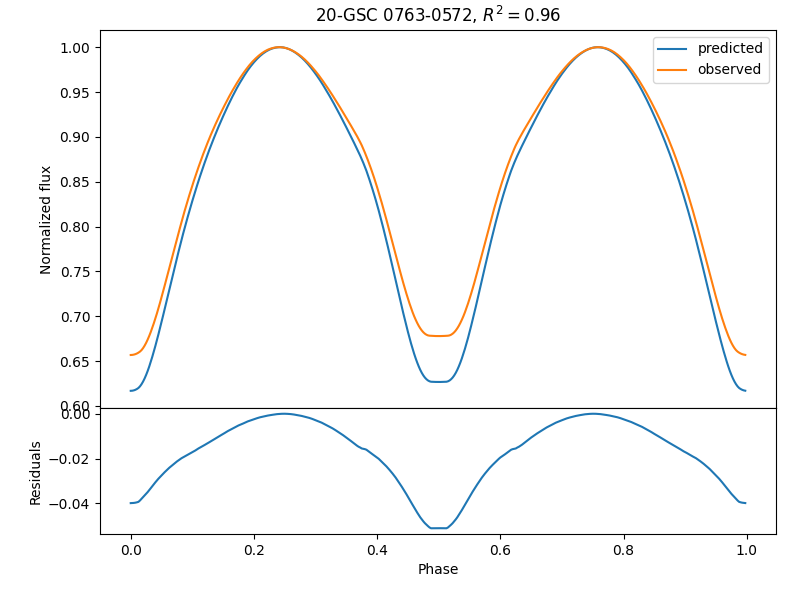 20-GSC 0763-0572, R² = 0.96
predicted
observed
Normalized flux
1.00
0.95
0.90
0.85
0.80
0.75
0.70
0.65
0.60
Residuals
0.00
−0.02
−0.04
0.0 0.2 0.4 0.6 0.8 1.0
Phase